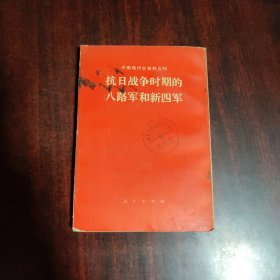 中国现代史资料丛刊
抗日战争时期的
八路军和新四军
人民出版社